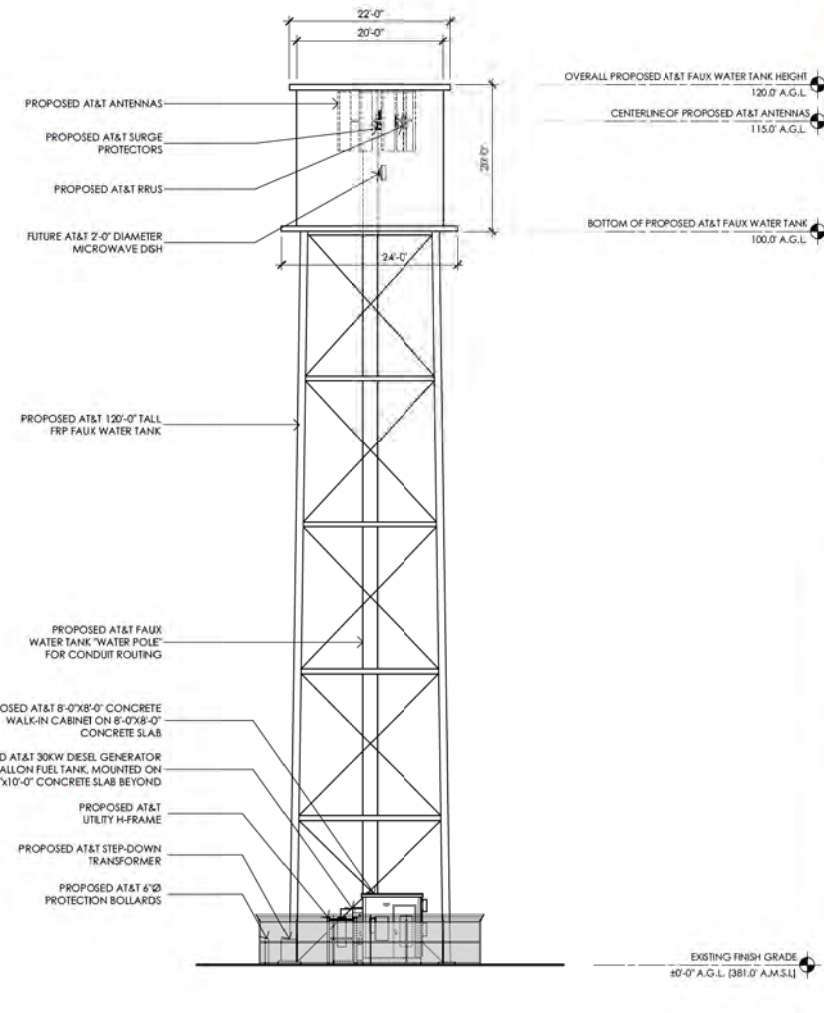 22'-0"
20'-0"
OVERALL PROPOSED AT&T FAUX WATER TANK HEIGHT
120.0' A.G.L.
CENTERLINE OF PROPOSED AT&T ANTENNAS
115.0' A.G.L.
PROPOSED AT&T ANTENNAS
PROPOSED AT&T SURGE
PROTECTORS
20'-0"
PROPOSED AT&T RRUS
BOTTOM OF PROPOSED AT&T FAUX WATER TANK
100.0' A.G.L.
FUTURE AT&T 2'-0" DIAMETER
MICROWAVE DISH
24'-0"
PROPOSED AT&T 120'-0" TALL
FRP FAUX WATER TANK
PROPOSED AT&T FAUX
WATER TANK "WATER POLE"
FOR CONDUIT ROUTING
OSED AT&T 8'-0"X8'-0" CONCRETE
WALK-IN CABINET ON 8'-0"X8'-0"
CONCRETE SLAB
D AT&T 30KW DIESEL GENERATOR
ALLON FUEL TANK, MOUNTED ON
"x10'-0" CONCRETE SLAB BEYOND
PROPOSED AT&T
UTILITY H-FRAME
PROPOSED AT&T STEP-DOWN
TRANSFORMER
PROPOSED AT&T 6"Ø
PROTECTION BOLLARDS
EXISTING FINISH GRADE
±0'-0" A.G.L. (381.0' A.M.S.L)